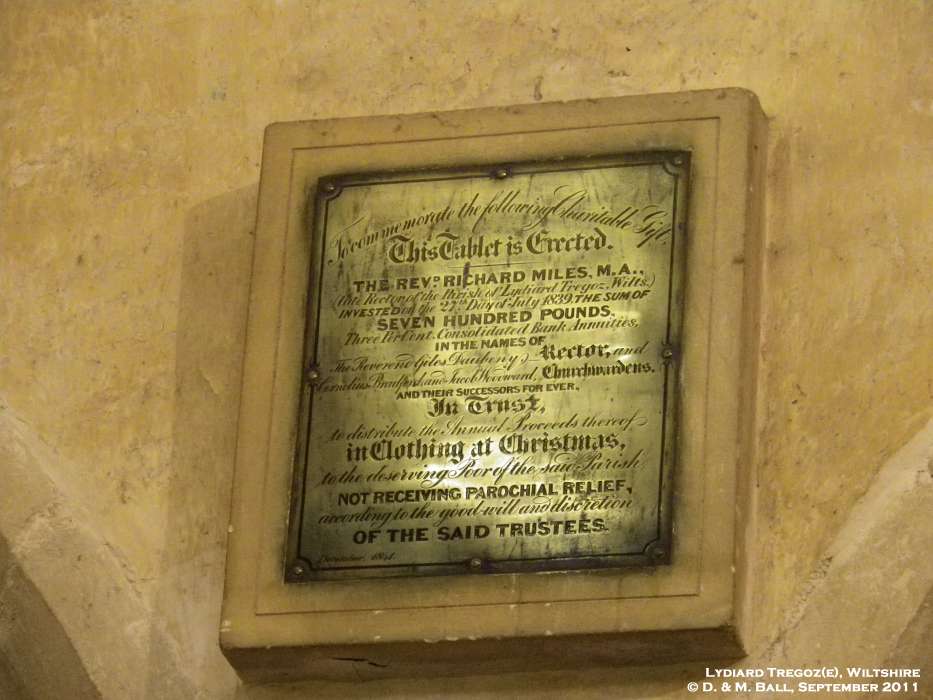 To commemorate the following Charitable Gift,
This Tablet is Erected.
THE REVD. RICHARD MILES, M.A.,
(late Rector of the Parish of Lydiard Tregoz, Wilts,)
INVESTED on the 27th Day of July 1839, THE SUM OF
SEVEN HUNDRED POUNDS,
Three Per Cent. Consolidated Bank Annuities,
IN THE NAMES OF
The Reverend Giles Daubeny, Rector, and
Cornelius Bradford, and Jacob Woodward, Churchwardens,
AND THEIR SUCCESSORS FOR EVER,
In Trust,
to distribute the Annual Proceeds thereof
in Clothing at Christmas,
to the deserving Poor of the said Parish
NOT RECEIVING PAROCHIAL RELIEF,
according to the good-will and discretion
OF THE SAID TRUSTEES.
LYDIARD TREGOZ(E), WILTSHIRE
© D. & M. BALL, SEPTEMBER 2011